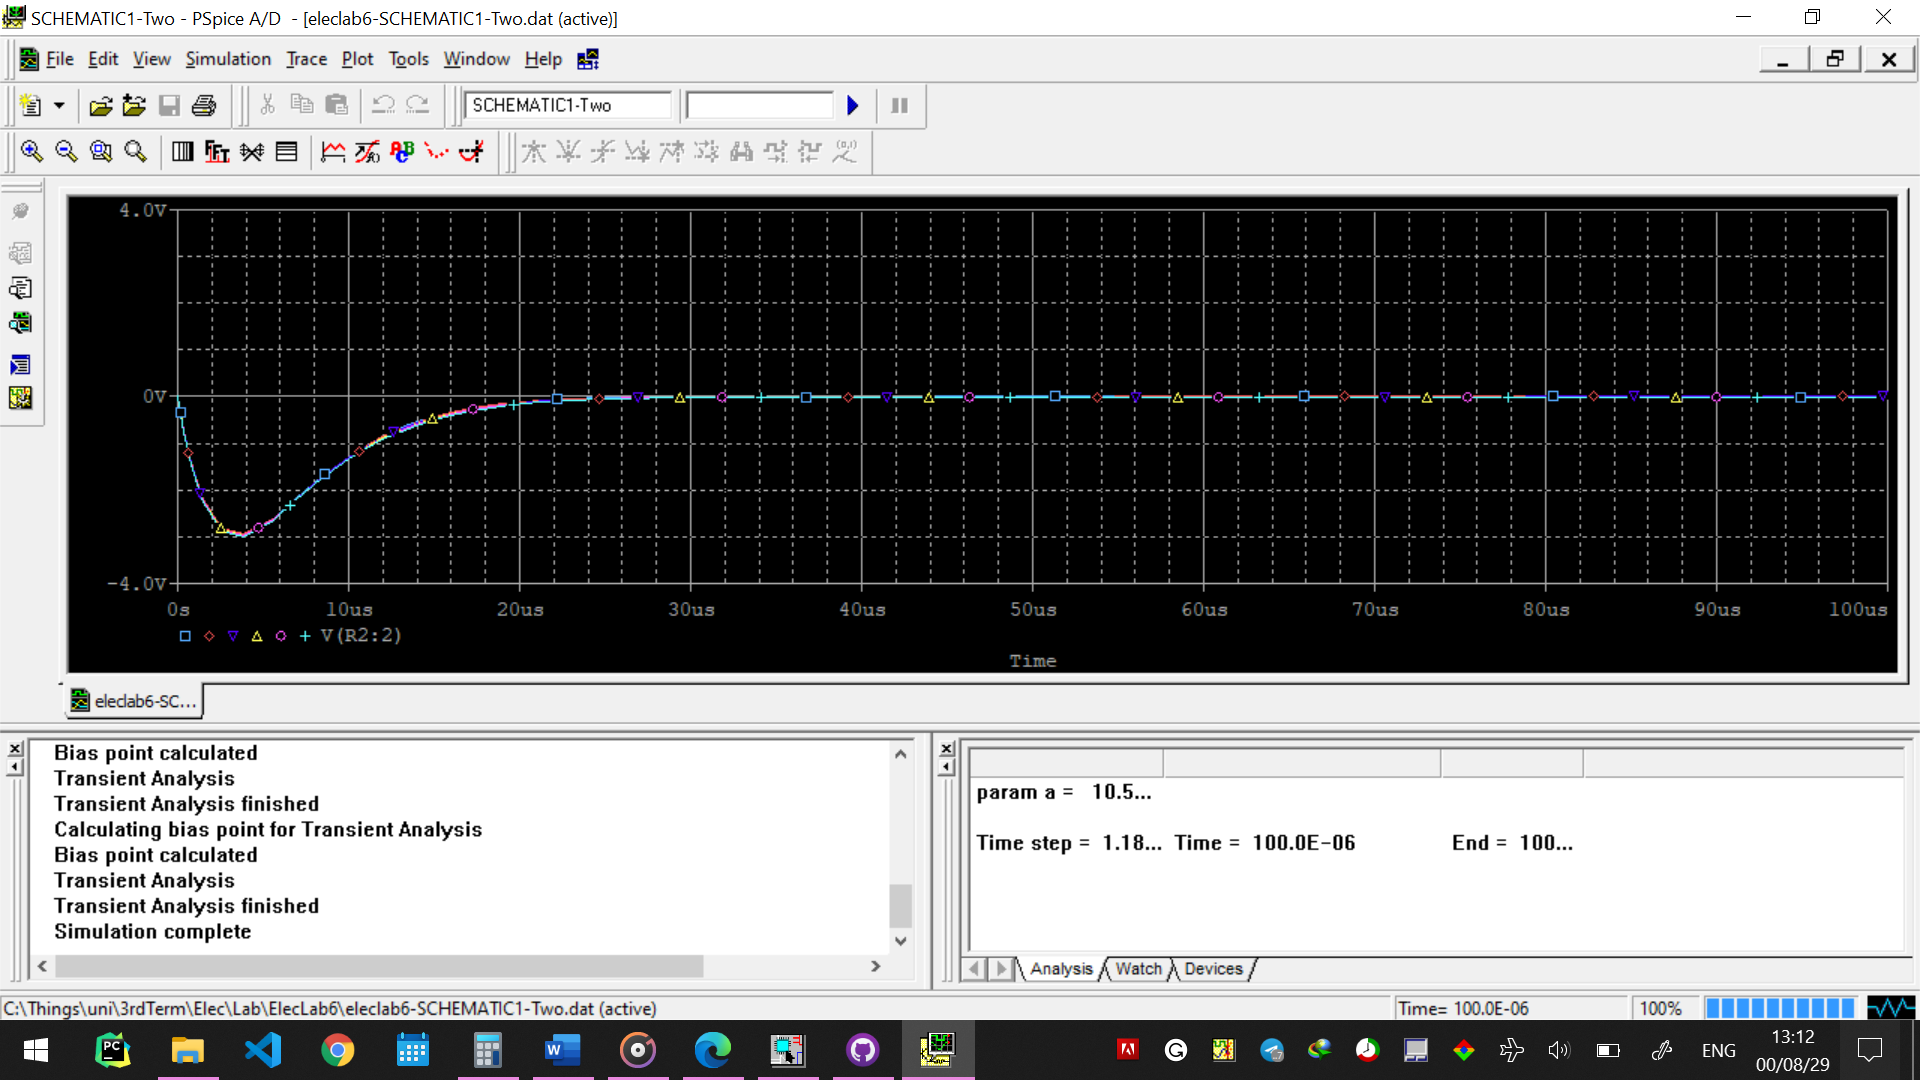 SCHEMATIC1-Two - PSpice A/D - [eleclab6-SCHEMATIC1-Two.dat (active)]
File Edit View Simulation Trace Plot Tools Window Help
SCHEMATIC1-Two
4.0V
0V
-4.0V
0s 10us 20us 30us 40us 50us 60us 70us 80us 90us 100us
V(R2:2)
Time
eleclab6-SC...
Bias point calculated
Transient Analysis
Transient Analysis finished
Calculating bias point for Transient Analysis
Bias point calculated
Transient Analysis
Transient Analysis finished
Simulation complete
param a = 10.5...
Time step = 1.18... Time = 100.0E-06 End = 100...
Analysis Watch Devices
C:\Things\uni\3rdTerm\Elec\Lab\ElecLab6\eleclab6-SCHEMATIC1-Two.dat (active)
Time= 100.0E-06 100%
ENG
13:12
00/08/29